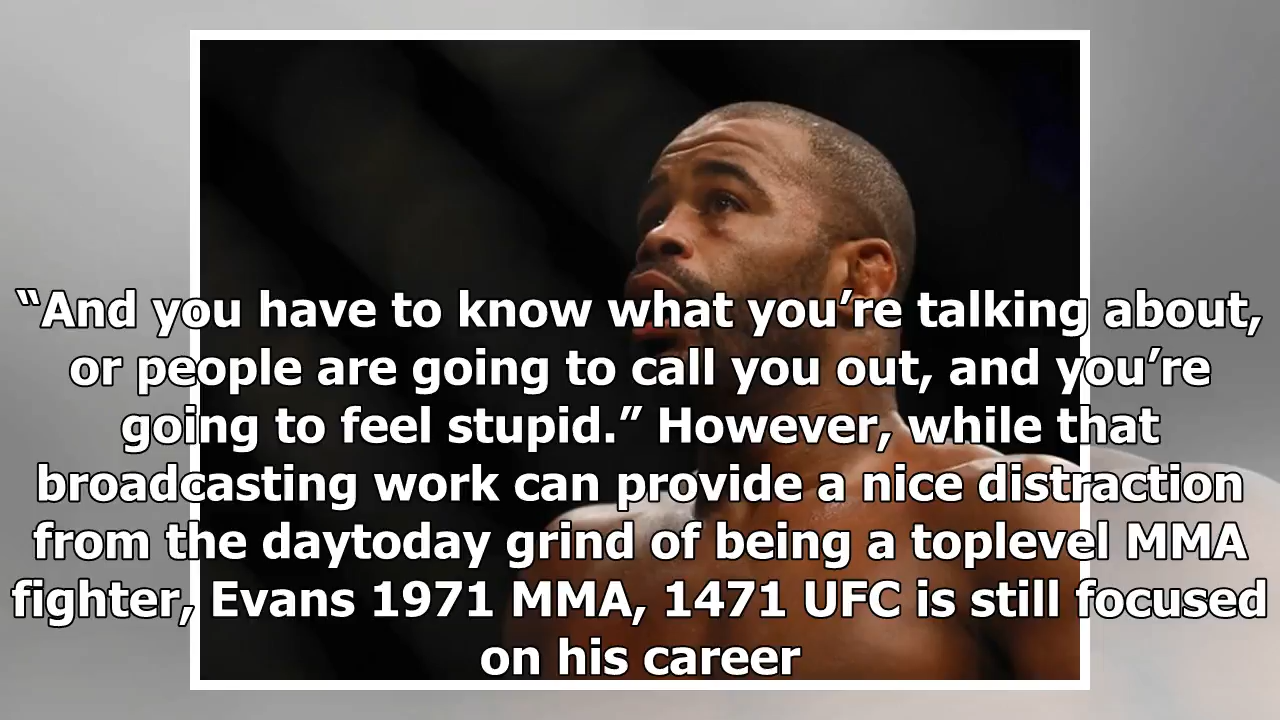 “And you have to know what you’re talking about,
or people are going to call you out, and you’re
going to feel stupid.” However, while that
broadcasting work can provide a nice distraction
from the daytoday grind of being a toplevel MMA
fighter, Evans 1971 MMA, 1471 UFC is still focused
on his career